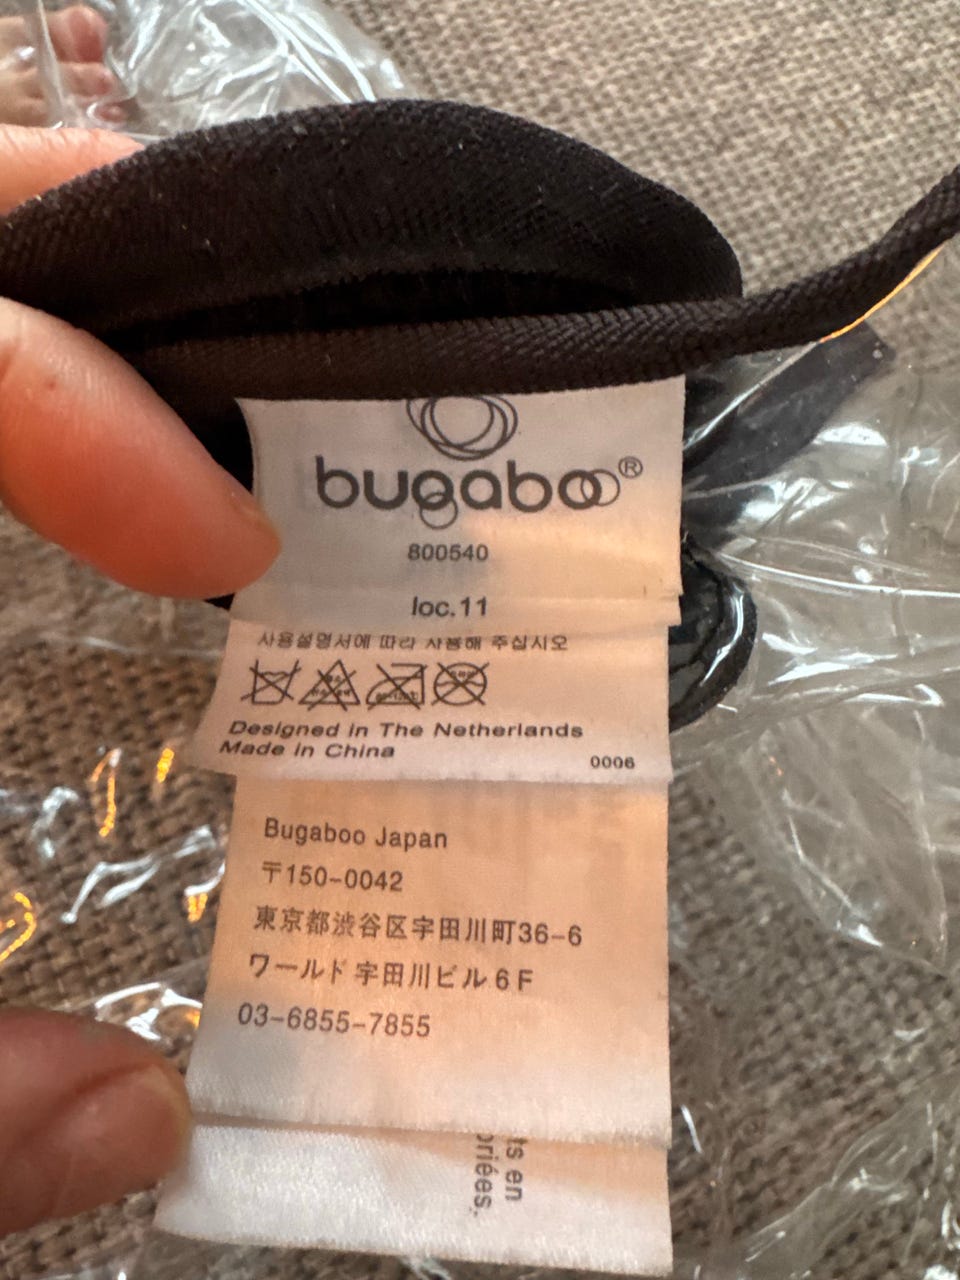 bugaboo®
800540
loc.11
사용설명서에 따라 사용해 주십시오
Designed in The Netherlands
Made in China
0006
Bugaboo Japan
〒150-0042
東京都渋谷区宇田川町36-6
ワールド宇田川ビル6F
03-6855-7855
ts en
priées.